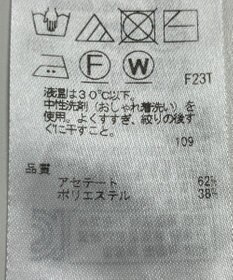 F W
F23T
液温は30℃以下、
中性洗剤(おしゃれ着洗い)を
使用。よくすすぎ、絞りの後す
ぐに干すこと。
109
品質
アセテート 62%
ポリエステル 38%